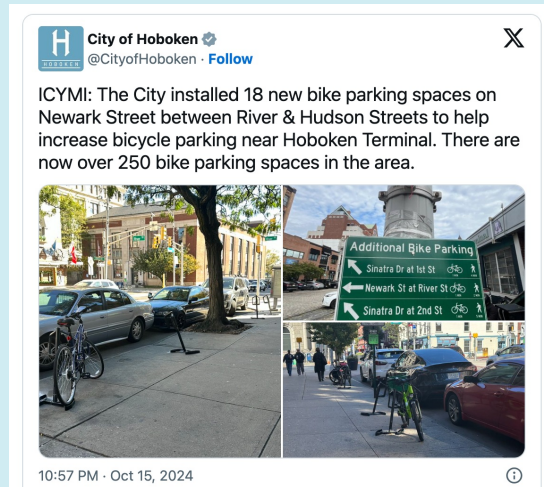 H
HOBOKEN
City of Hoboken
@CityofHoboken · Follow
X
ICYMI: The City installed 18 new bike parking spaces on
Newark Street between River & Hudson Streets to help
increase bicycle parking near Hoboken Terminal. There are
now over 250 bike parking spaces in the area.
Additional Bike Parking
Sinatra Dr at 1st St
Newark St at River St
Sinatra Dr at 2nd St
10:57 PM · Oct 15, 2024